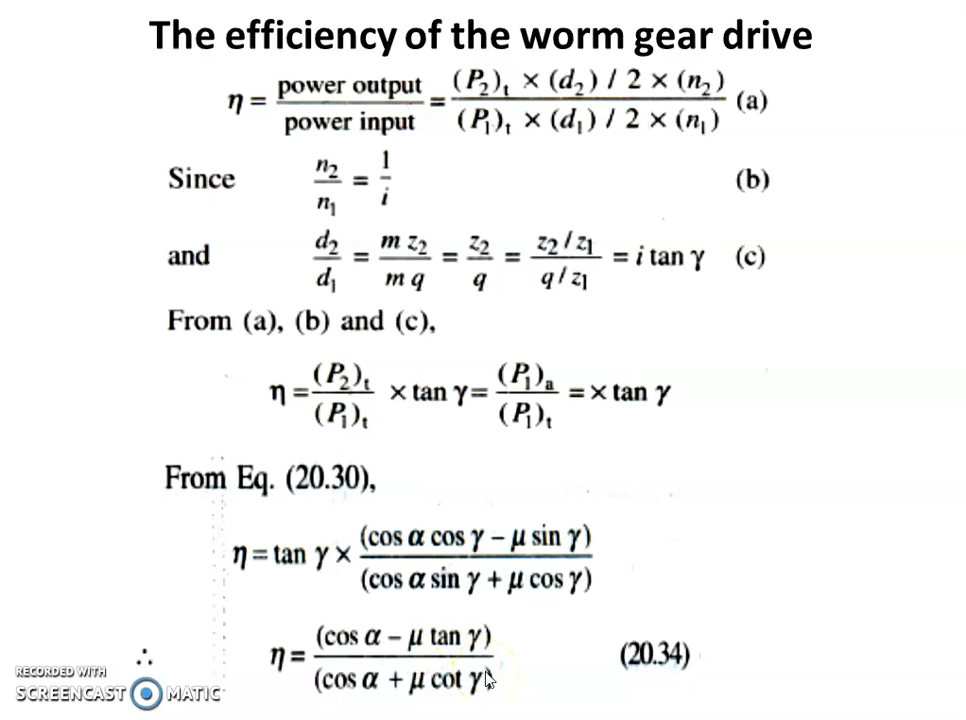 The efficiency of the worm gear drive
η = power output / power input = (P₂)ₜ × (d₂) / 2 × (n₂) / (P₁)ₜ × (d₁) / 2 × (n₁) (a)
Since n₂ / n₁ = 1 / i (b)
and d₂ / d₁ = m z₂ / m q = z₂ / q = z₂ / z₁ / q / z₁ = i tan γ (c)
From (a), (b) and (c),
η = (P₂)ₜ / (P₁)ₜ × tan γ = (P₁)ₐ / (P₁)ₜ = × tan γ
From Eq. (20.30),
η = tan γ × (cos α cos γ − μ sin γ) / (cos α sin γ + μ cos γ)
∴ η = (cos α − μ tan γ) / (cos α + μ cot γ) (20.34)
RECORDED WITH
SCREENCAST MATIC